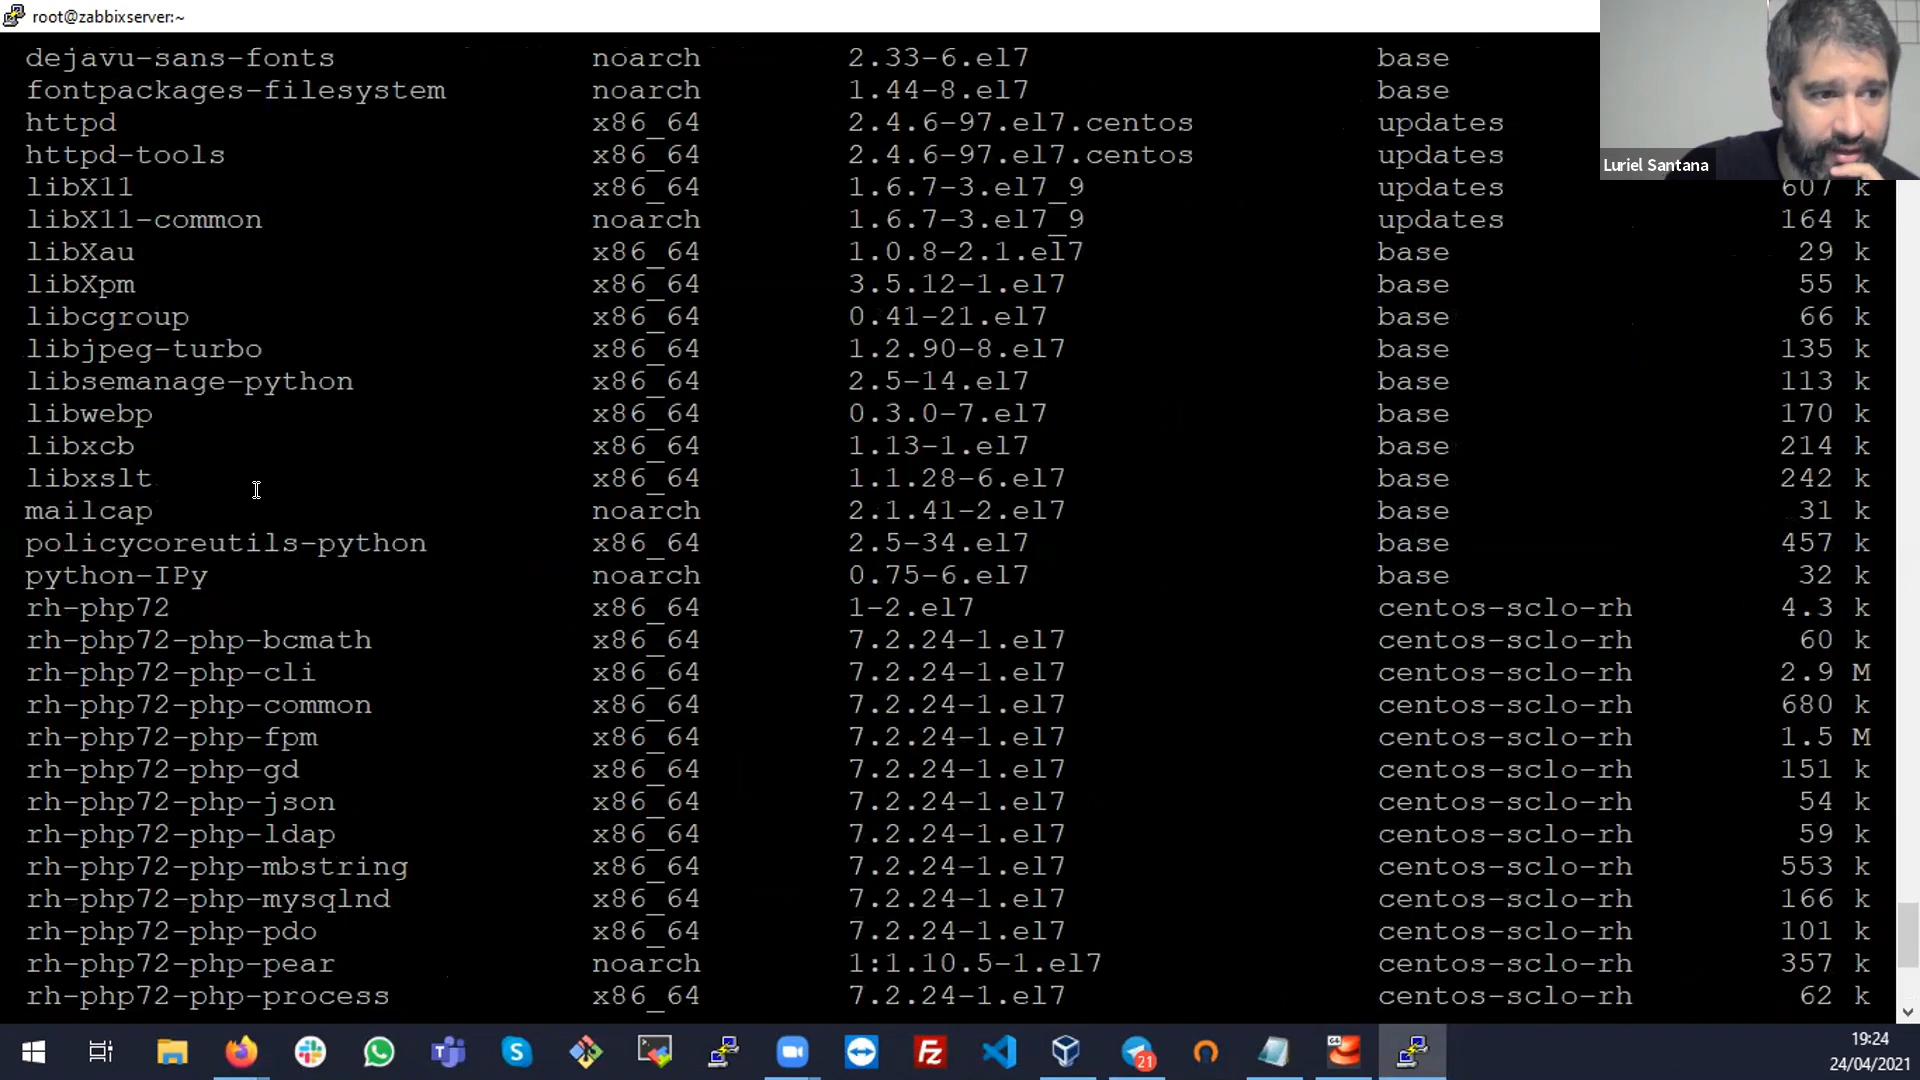 root@zabbixserver:~
dejavu-sans-fonts noarch 2.33-6.el7 base
fontpackages-filesystem noarch 1.44-8.el7 base
httpd x86_64 2.4.6-97.el7.centos updates
httpd-tools x86_64 2.4.6-97.el7.centos updates
Luriel Santana
libX11 x86_64 1.6.7-3.el7_9 updates 607 k
libX11-common noarch 1.6.7-3.el7_9 updates 164 k
libXau x86_64 1.0.8-2.1.el7 base 29 k
libXpm x86_64 3.5.12-1.el7 base 55 k
libcgroup x86_64 0.41-21.el7 base 66 k
libjpeg-turbo x86_64 1.2.90-8.el7 base 135 k
libsemanage-python x86_64 2.5-14.el7 base 113 k
libwebp x86_64 0.3.0-7.el7 base 170 k
libxcb x86_64 1.13-1.el7 base 214 k
libxslt x86_64 1.1.28-6.el7 base 242 k
mailcap noarch 2.1.41-2.el7 base 31 k
policycoreutils-python x86_64 2.5-34.el7 base 457 k
python-IPy noarch 0.75-6.el7 base 32 k
rh-php72 x86_64 1-2.el7 centos-sclo-rh 4.3 k
rh-php72-php-bcmath x86_64 7.2.24-1.el7 centos-sclo-rh 60 k
rh-php72-php-cli x86_64 7.2.24-1.el7 centos-sclo-rh 2.9 M
rh-php72-php-common x86_64 7.2.24-1.el7 centos-sclo-rh 680 k
rh-php72-php-fpm x86_64 7.2.24-1.el7 centos-sclo-rh 1.5 M
rh-php72-php-gd x86_64 7.2.24-1.el7 centos-sclo-rh 151 k
rh-php72-php-json x86_64 7.2.24-1.el7 centos-sclo-rh 54 k
rh-php72-php-ldap x86_64 7.2.24-1.el7 centos-sclo-rh 59 k
rh-php72-php-mbstring x86_64 7.2.24-1.el7 centos-sclo-rh 553 k
rh-php72-php-mysqlnd x86_64 7.2.24-1.el7 centos-sclo-rh 166 k
rh-php72-php-pdo x86_64 7.2.24-1.el7 centos-sclo-rh 101 k
rh-php72-php-pear noarch 1:1.10.5-1.el7 centos-sclo-rh 357 k
rh-php72-php-process x86_64 7.2.24-1.el7 centos-sclo-rh 62 k
21
64
19:24
24/04/2021